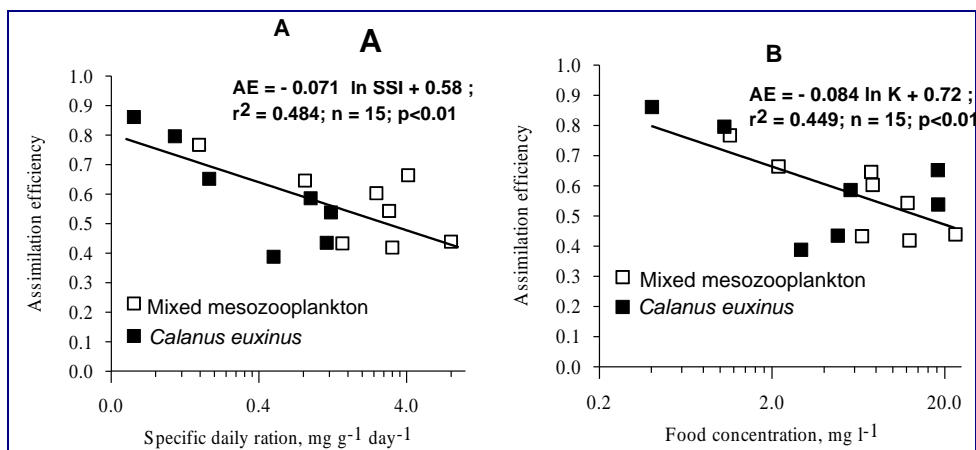 A
A
AE = - 0.071 ln SSI + 0.58 ;
r² = 0.484; n = 15; p<0.01
1.0
0.9
0.8
0.7
0.6
0.5
0.4
0.3
0.2
0.1
0.0
Assimilation efficiency
Mixed mesozooplankton
Calanus euxinus
0.0 0.4 4.0
Specific daily ration, mg g⁻¹ day⁻¹
B
AE = - 0.084 ln K + 0.72 ;
r² = 0.449; n = 15; p<0.01
1.0
0.9
0.8
0.7
0.6
0.5
0.4
0.3
0.2
0.1
0.0
Assimilation efficiency
Mixed mesozooplankton
Calanus euxinus
0.2 2.0 20.0
Food concentration, mg l⁻¹